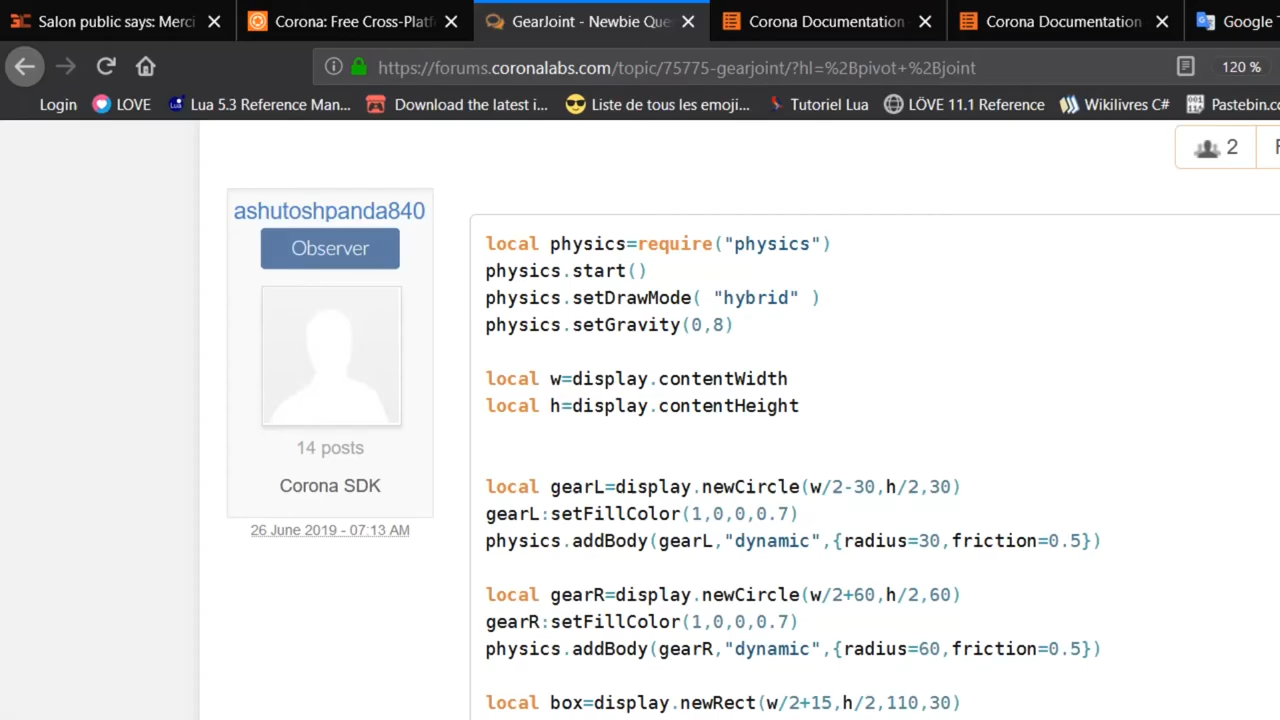 Salon public says: Merci
Corona: Free Cross-Platf
GearJoint - Newbie Que
Corona Documentation
Corona Documentation
Google
https://forums.coronalabs.com/topic/75775-gearjoint/?hl=%2Bpivot+%2Bjoint
120 %
Login
LÖVE
Lua 5.3 Reference Man...
Download the latest i...
Liste de tous les emoji...
Tutoriel Lua
LÖVE 11.1 Reference
Wikilivres C#
Pastebin.co
2
ashutoshpanda840
Observer
14 posts
Corona SDK
26 June 2019 - 07:13 AM
local physics=require("physics")
physics.start()
physics.setDrawMode( "hybrid" )
physics.setGravity(0,8)
local w=display.contentWidth
local h=display.contentHeight
local gearL=display.newCircle(w/2-30,h/2,30)
gearL:setFillColor(1,0,0,0.7)
physics.addBody(gearL,"dynamic",{radius=30,friction=0.5})
local gearR=display.newCircle(w/2+60,h/2,60)
gearR:setFillColor(1,0,0,0.7)
physics.addBody(gearR,"dynamic",{radius=60,friction=0.5})
local box=display.newRect(w/2+15,h/2,110,30)